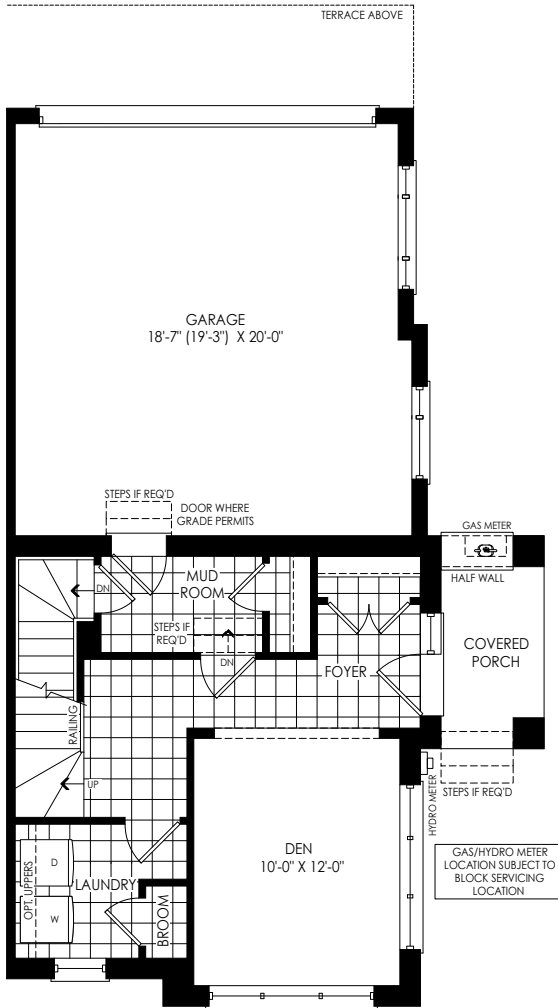 TERRACE ABOVE
GARAGE
18'-7" (19'-3") X 20'-0"
STEPS IF REQ'D
DOOR WHERE
GRADE PERMITS
GAS METER
HALF WALL
DN
MUD
ROOM
STEPS IF
REQ'D
DN
FOYER
COVERED
PORCH
RAILING
UP
HYDRO METER
STEPS IF REQ'D
DEN
10'-0" X 12'-0"
GAS/HYDRO METER
LOCATION SUBJECT TO
BLOCK SERVICING
LOCATION
OPT. UPPERS
D
LAUNDRY
W
BROOM